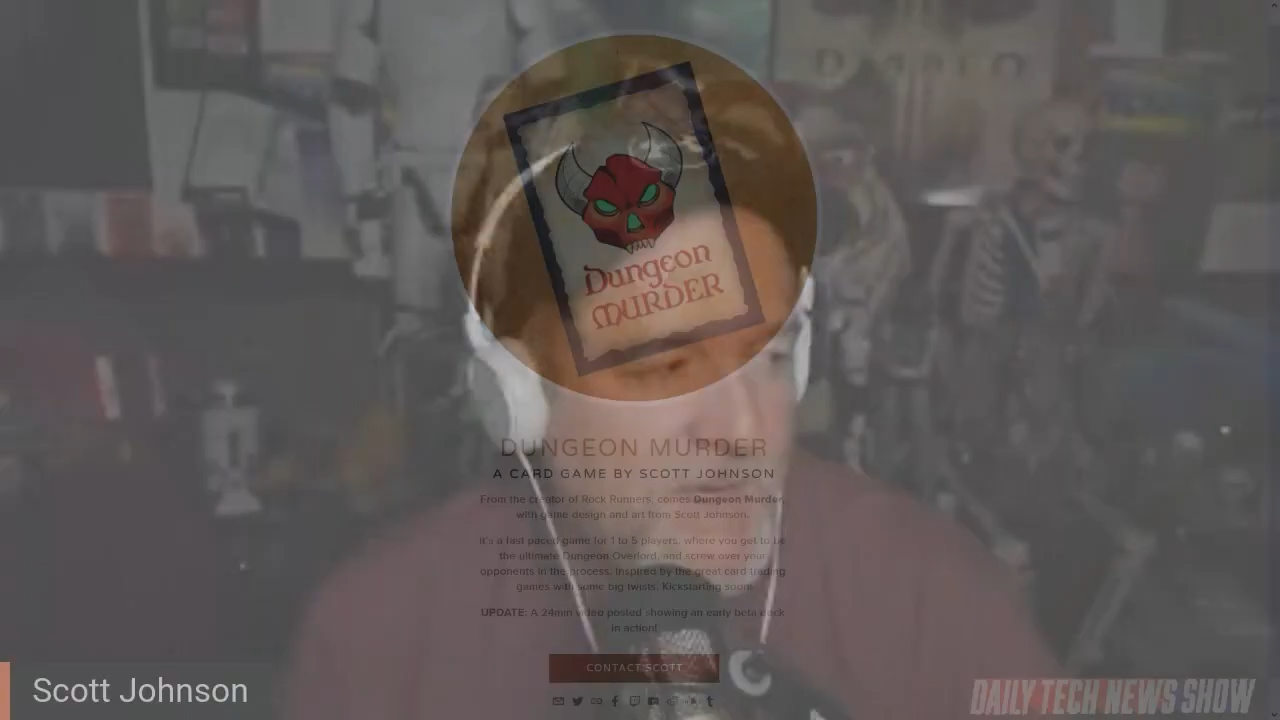 DIABLO
Dungeon
MURDER
DUNGEON MURDER
A CARD GAME BY SCOTT JOHNSON
From the creator of Rock Runners, comes Dungeon Murder,
with game design and art from Scott Johnson.
It's a fast paced game for 1 to 5 players, where you get to be
the ultimate Dungeon Overlord, and screw over your
opponents in the process. Inspired by the great card trading
games with some big twists. Kickstarting soon.
UPDATE: A 24min video posted showing an early beta deck
in action!
CONTACT SCOTT
Scott Johnson
DAILY TECH NEWS SHOW